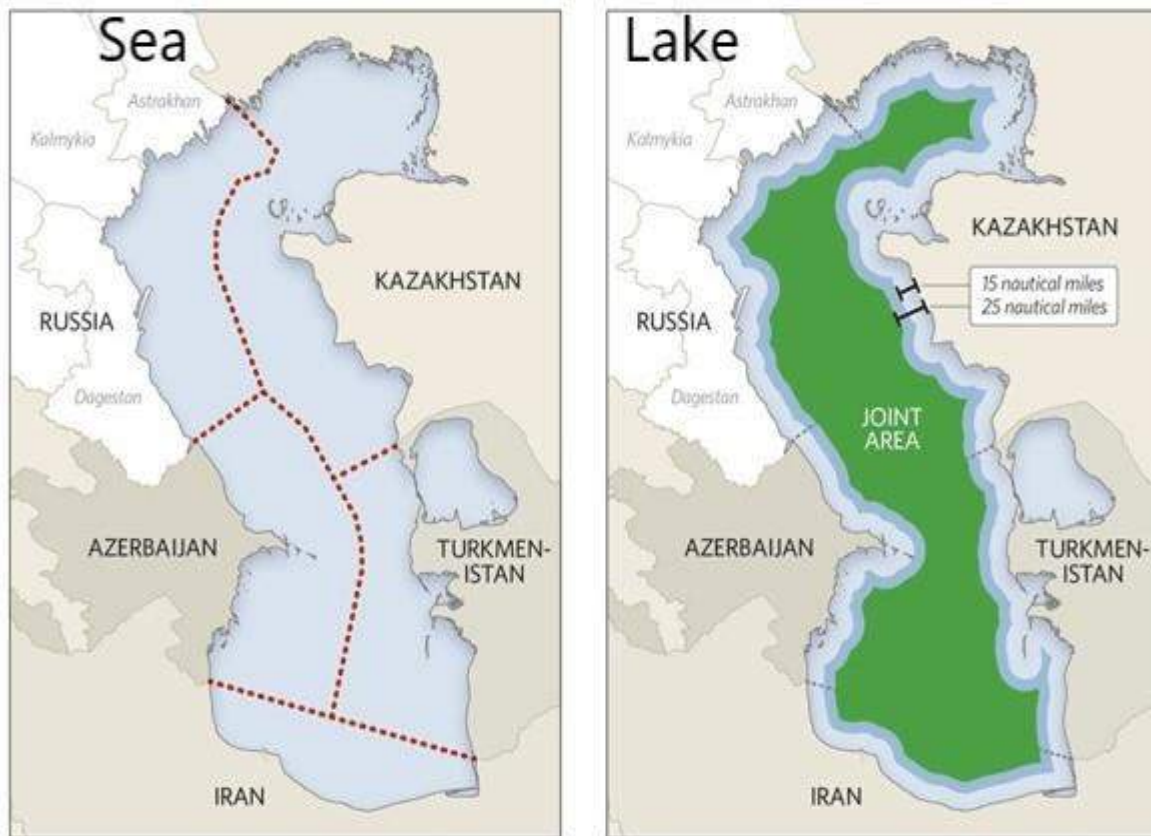 Sea
Astrakhan
Kalmykia
KAZAKHSTAN
RUSSIA
Dagestan
AZERBAIJAN
TURKMEN-
ISTAN
IRAN
Lake
Astrakhan
Kalmykia
KAZAKHSTAN
15 nautical miles
25 nautical miles
RUSSIA
Dagestan
JOINT
AREA
AZERBAIJAN
TURKMEN-
ISTAN
IRAN